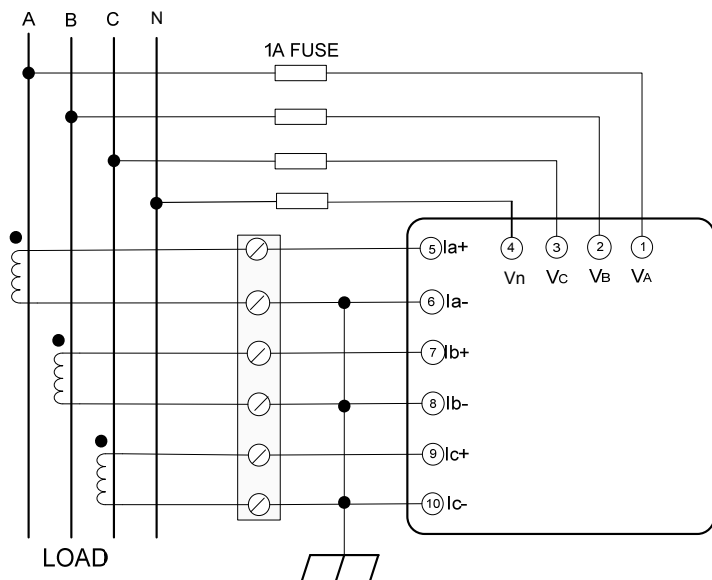 A B C N
1A FUSE
5 Ia+ 4 3 2 1
Vn VC VB VA
6 Ia-
7 Ib+
8 Ib-
9 Ic+
10 Ic-
LOAD